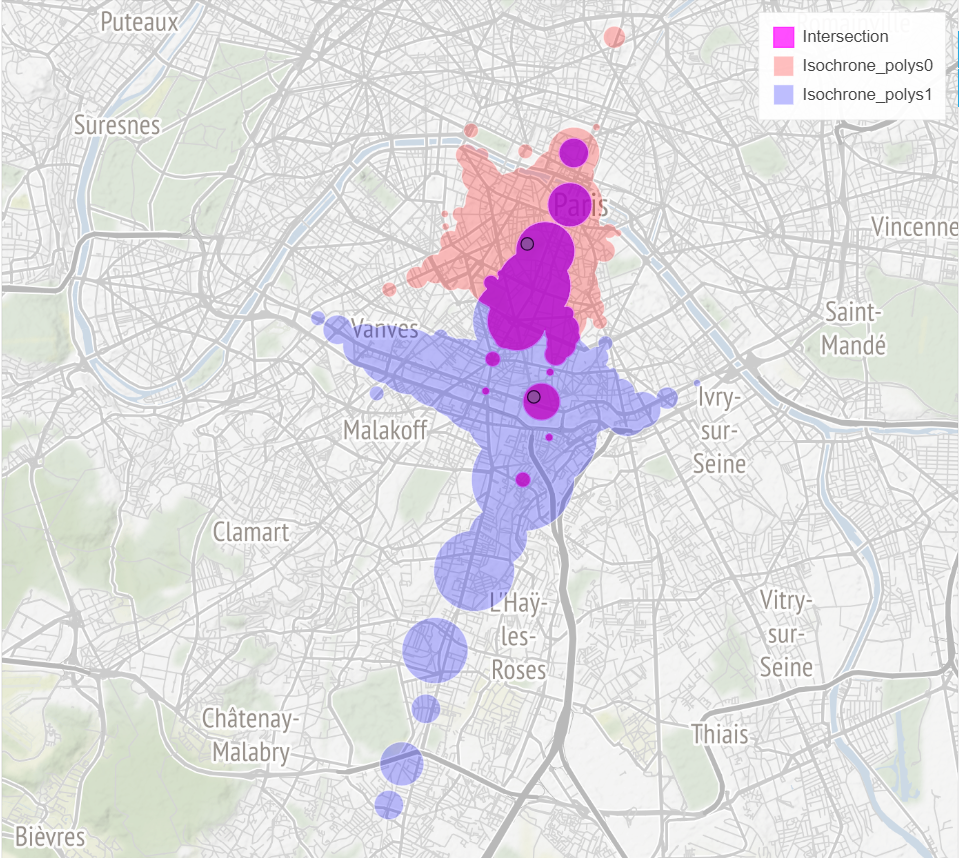 Puteaux
Romainville
Intersection
Isochrone_polys0
Isochrone_polys1
Suresnes
Paris
Vincenne
Saint-
Mandé
Vanves
Ivry-
sur-
Seine
Malakoff
Clamart
L'Haÿ-
les-
Roses
Vitry-
sur-
Seine
Châtenay-
Malabry
Thiais
Bièvres